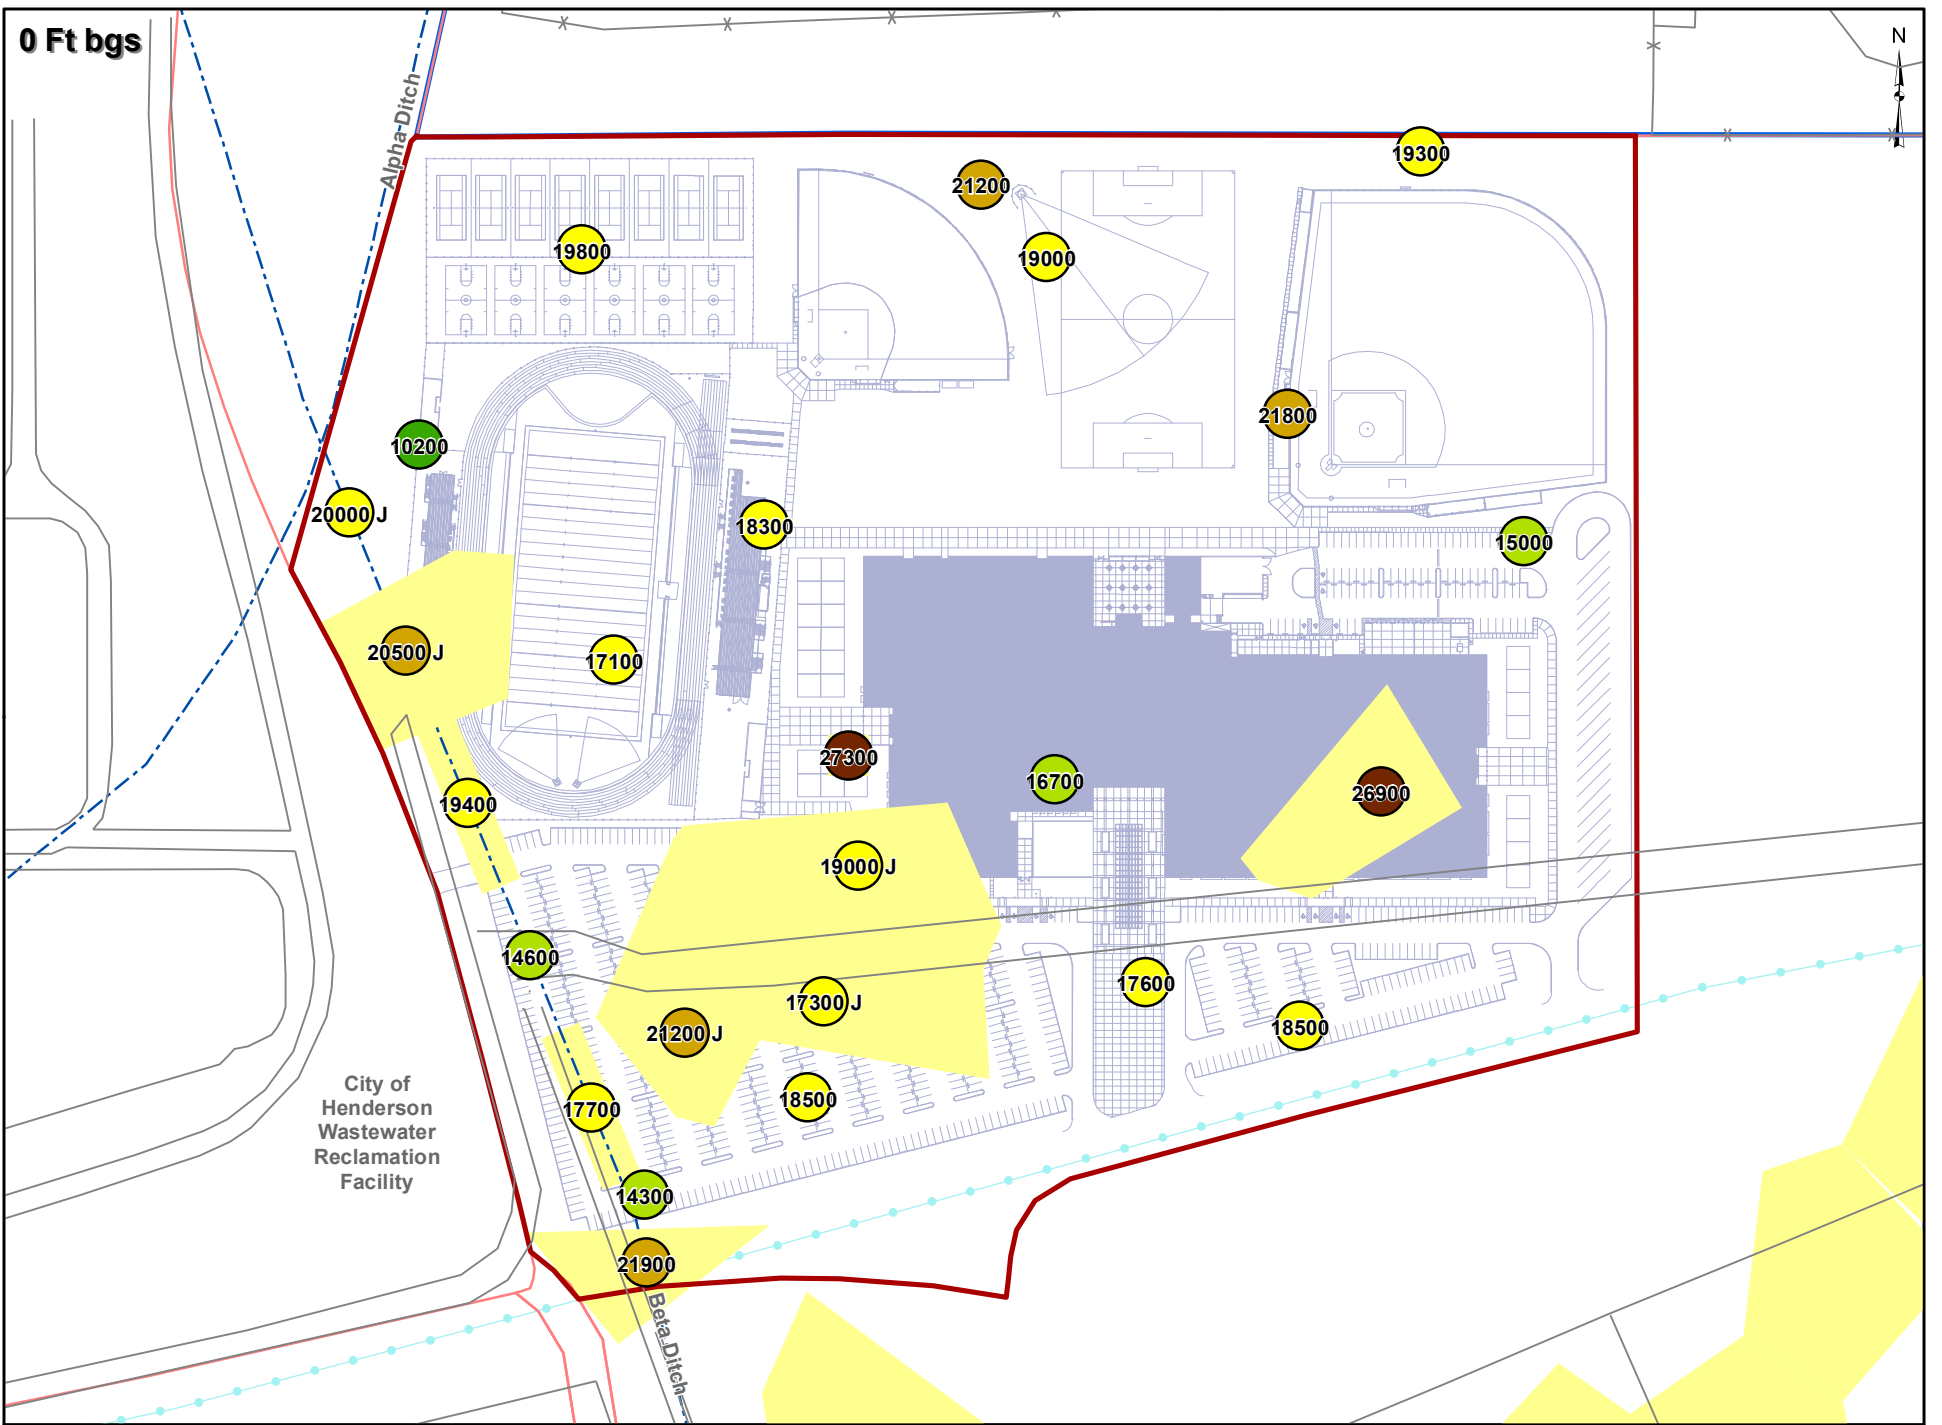 0 Ft bgs
N
Alpha Ditch
19300
21200
19800
19000
21800
10200
20000 J
18300
15000
20500 J
17100
27300
16700
26900
19400
19000 J
14600
17600
17300 J
18500
21200 J
City of
Henderson
Wastewater
Reclamation
Facility
18500
17700
14300
21900
Beta Ditch